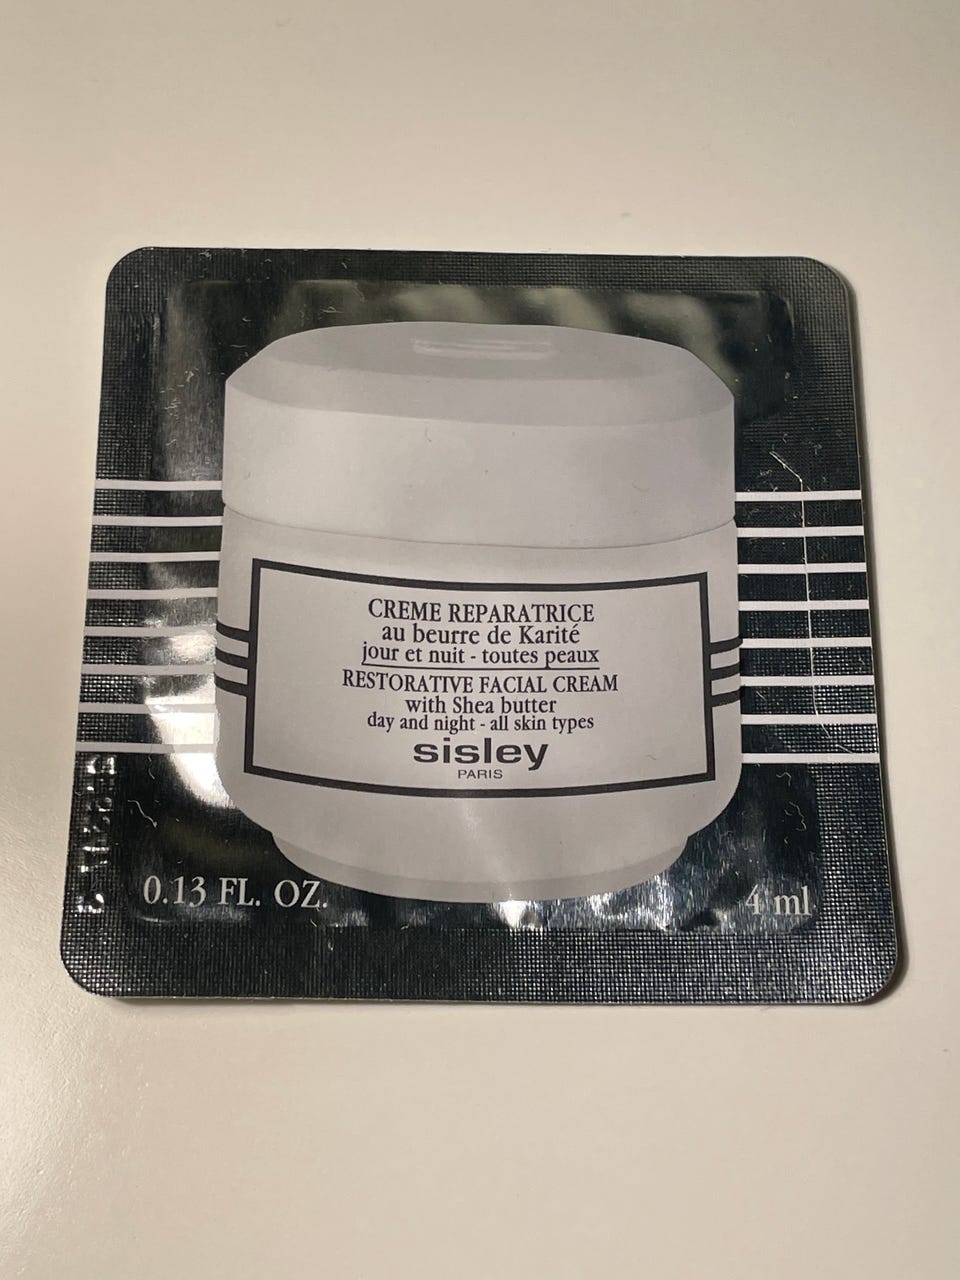 CREME REPARATRICE
au beurre de Karité
jour et nuit - toutes peaux
RESTORATIVE FACIAL CREAM
with Shea butter
day and night - all skin types
sisley
PARIS
0.13 FL. OZ.
4 ml